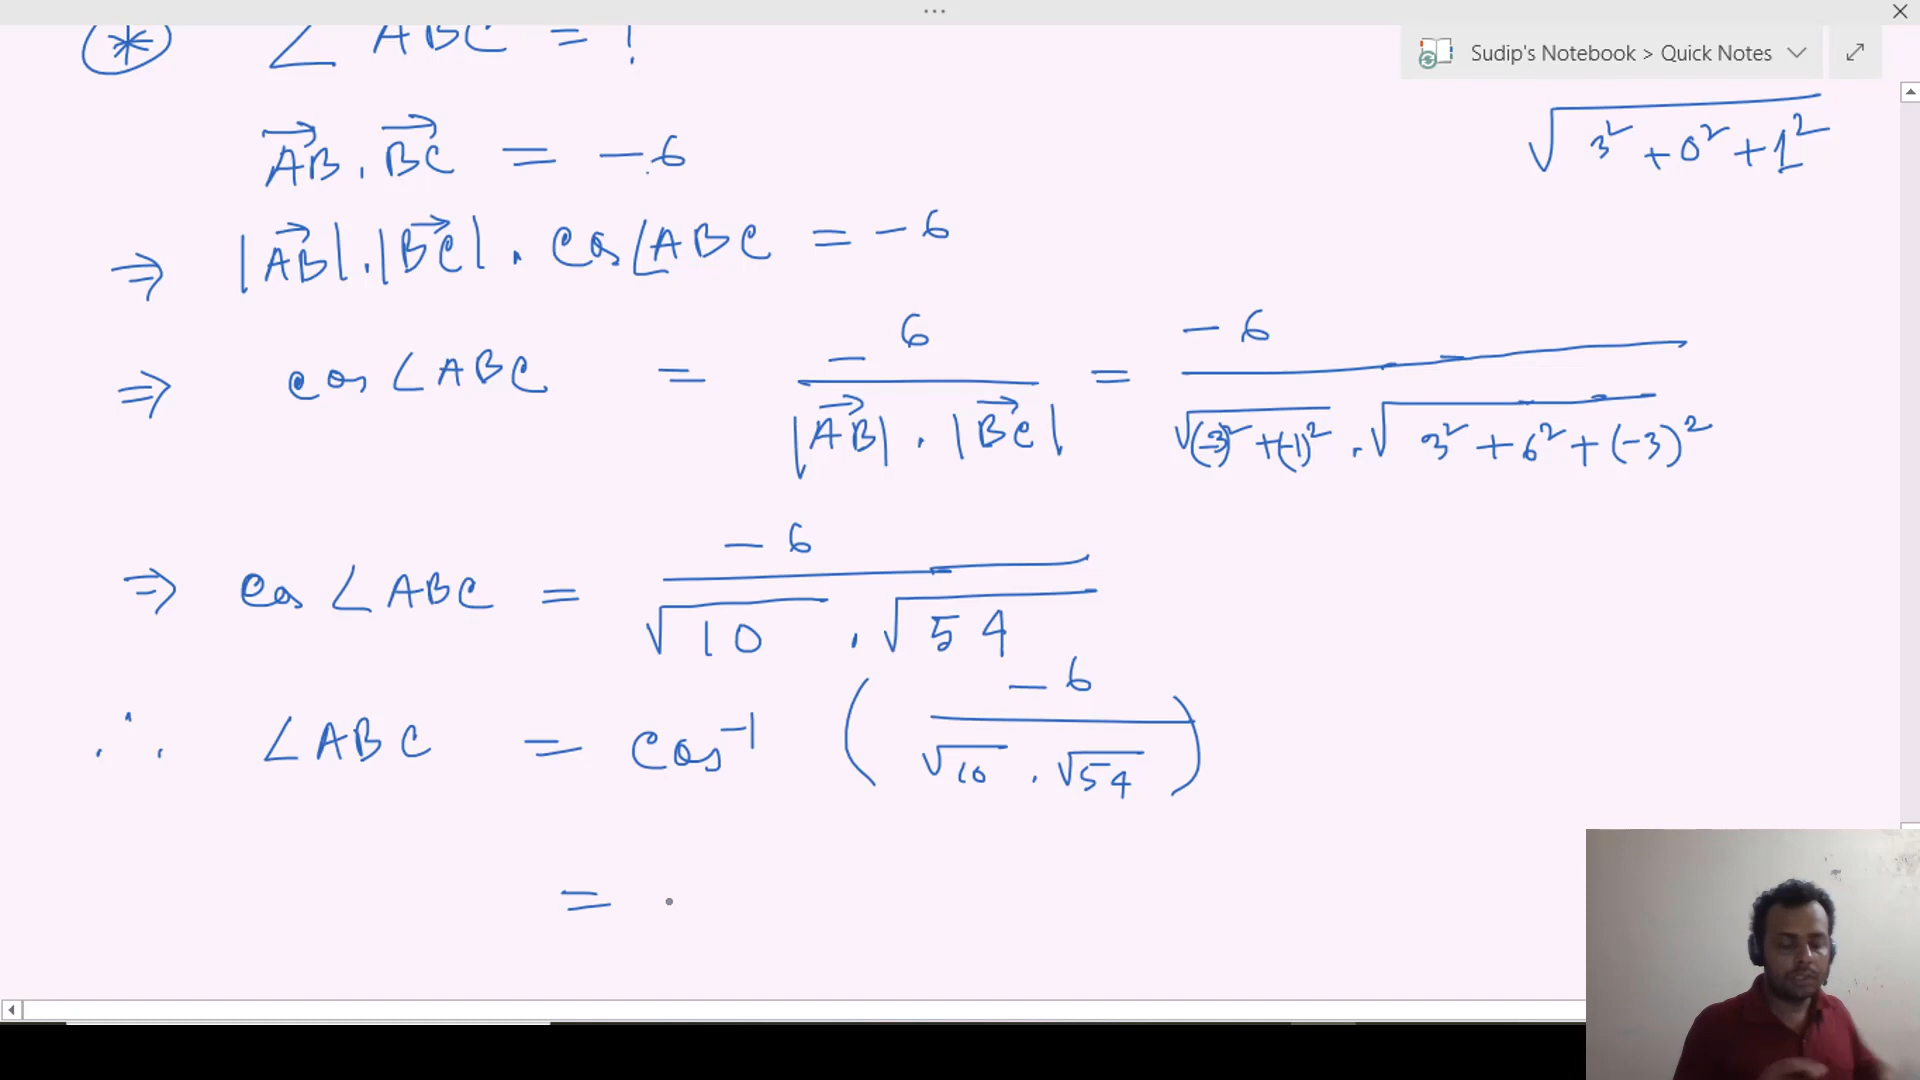 Sudip's Notebook > Quick Notes
(*) ∠ABC = ?
√(3² + 0² + 1²)
AB→ . BC→ = -6
⇒ |AB→| . |BC→| . cos∠ABC = -6
⇒ cos ∠ABC = -6 / (|AB→| . |BC→|) = -6 / (√((-3)² + (-1)²) . √(3² + 6² + (-3)²))
⇒ cos ∠ABC = -6 / (√10 . √54)
∴ ∠ABC = cos⁻¹ (-6 / (√10 . √54))
=